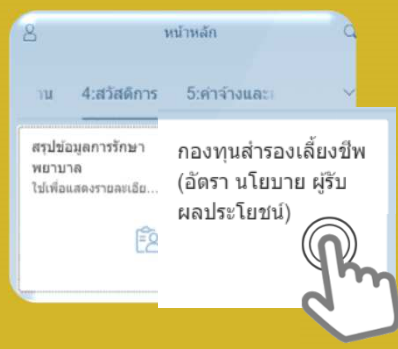 หน้าหลัก
าน 4:สวัสดิการ 5:ค่าจ้างและ
สรุปข้อมูลการรักษา
พยาบาล
ใช้เพื่อแสดงรายละเอีย...
กองทุนสำรองเลี้ยงชีพ
(อัตรา นโยบาย ผู้รับ
ผลประโยชน์)